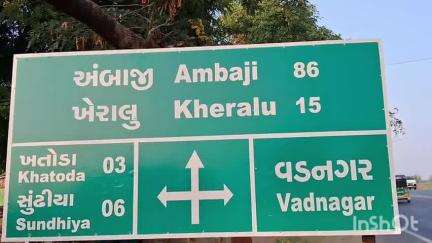 અંબાજી Ambaji 86
ખેરાલુ Kheralu 15
ખતોડા
Khatoda 03
સુંઢીયા
Sundhiya 06
વડનગર
Vadnagar
InShOt